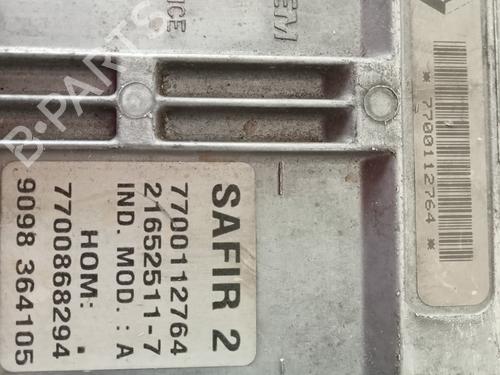 SAFIR 2
7700112764
21652511-7
IND. MOD. : A
HOM:
7700868294
9098 364105
* 7700112764 *
B-PARTS